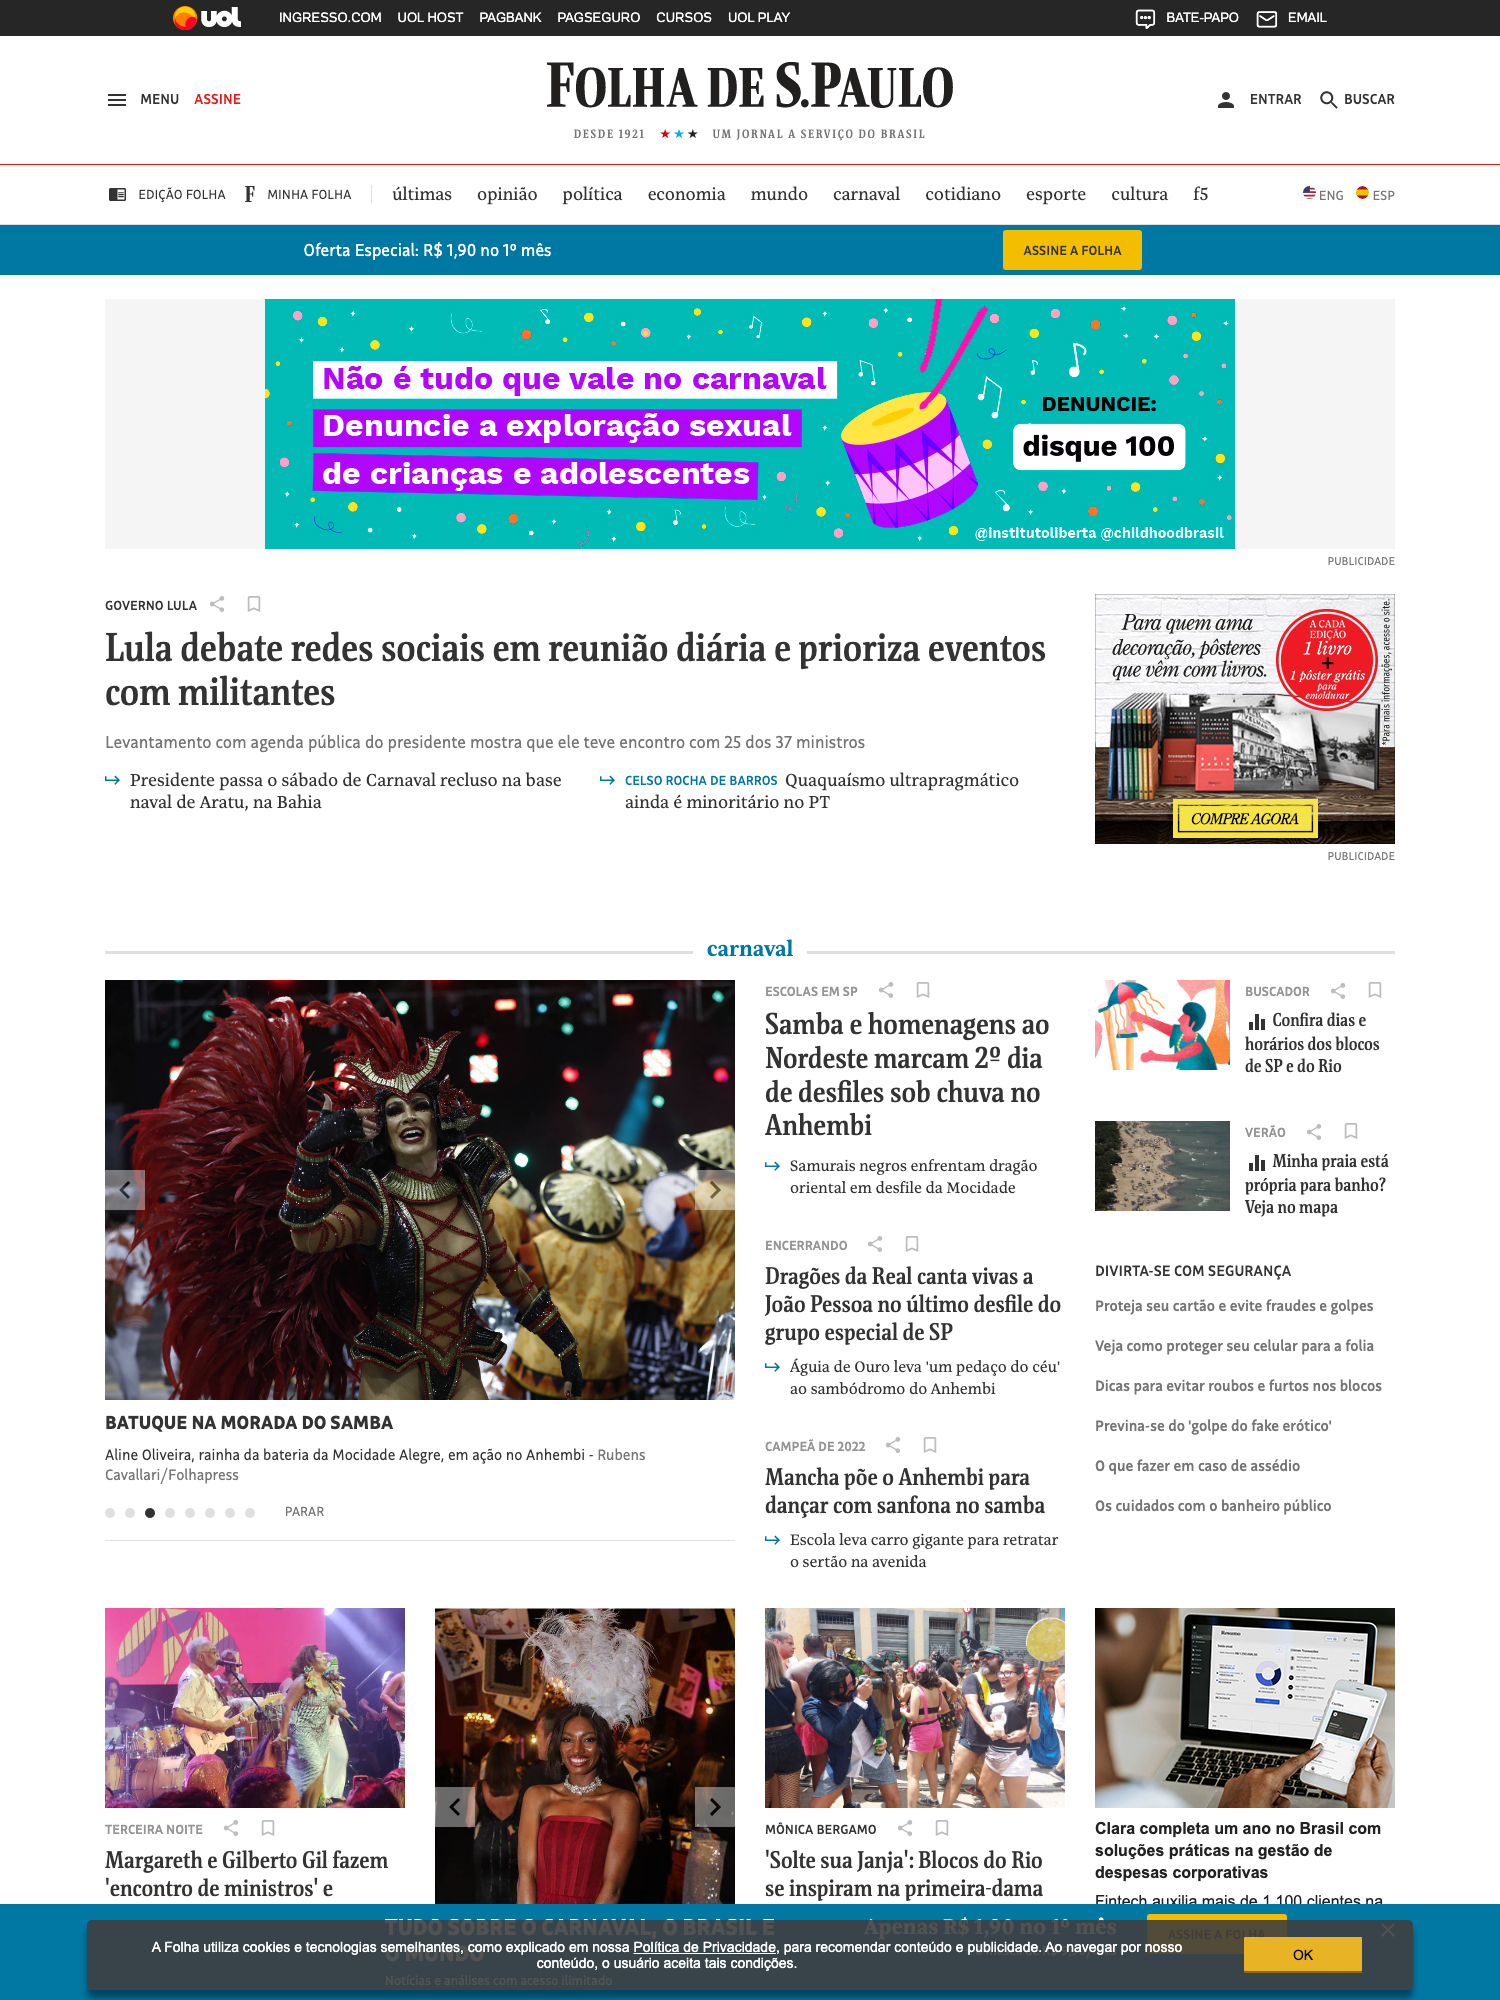 uol
INGRESSO.COM UOL HOST PAGBANK PAGSEGURO CURSOS UOL PLAY
BATE-PAPO EMAIL
MENU ASSINE
FOLHA DE S.PAULO
DESDE 1921 ★★★ UM JORNAL A SERVIÇO DO BRASIL
ENTRAR BUSCAR
EDIÇÃO FOLHA F MINHA FOLHA
últimas opinião política economia mundo carnaval cotidiano esporte cultura f5
ENG ESP
Oferta Especial: R$ 1,90 no 1º mês
ASSINE A FOLHA
Não é tudo que vale no carnaval
Denuncie a exploração sexual
de crianças e adolescentes
DENUNCIE:
disque 100
@institutoliberta @childhoodbrasil
PUBLICIDADE
GOVERNO LULA
Lula debate redes sociais em reunião diária e prioriza eventos
com militantes
Levantamento com agenda pública do presidente mostra que ele teve encontro com 25 dos 37 ministros
Presidente passa o sábado de Carnaval recluso na base
naval de Aratu, na Bahia
CELSO ROCHA DE BARROS Quaquaísmo ultrapragmático
ainda é minoritário no PT
Para quem ama
decoração, pôsteres
que vêm com livros.
A CADA
EDIÇÃO
1 livro
+
1 pôster grátis
para
emoldurar
*Para mais informações, acesse o site.
COMPRE AGORA
PUBLICIDADE
carnaval
BATUQUE NA MORADA DO SAMBA
Aline Oliveira, rainha da bateria da Mocidade Alegre, em ação no Anhembi - Rubens
Cavallari/Folhapress
PARAR
ESCOLAS EM SP
Samba e homenagens ao
Nordeste marcam 2º dia
de desfiles sob chuva no
Anhembi
Samurais negros enfrentam dragão
oriental em desfile da Mocidade
ENCERRANDO
Dragões da Real canta vivas a
João Pessoa no último desfile do
grupo especial de SP
Águia de Ouro leva 'um pedaço do céu'
ao sambódromo do Anhembi
CAMPEÃ DE 2022
Mancha põe o Anhembi para
dançar com sanfona no samba
Escola leva carro gigante para retratar
o sertão na avenida
BUSCADOR
Confira dias e
horários dos blocos
de SP e do Rio
VERÃO
Minha praia está
própria para banho?
Veja no mapa
DIVIRTA-SE COM SEGURANÇA
Proteja seu cartão e evite fraudes e golpes
Veja como proteger seu celular para a folia
Dicas para evitar roubos e furtos nos blocos
Previna-se do 'golpe do fake erótico'
O que fazer em caso de assédio
Os cuidados com o banheiro público
TERCEIRA NOITE
Margareth e Gilberto Gil fazem
'encontro de ministros' e
MÔNICA BERGAMO
'Solte sua Janja': Blocos do Rio
se inspiram na primeira-dama
Resumo
Clara completa um ano no Brasil com
soluções práticas na gestão de
despesas corporativas
Fintech auxilia mais de 1.100 clientes na
TUDO SOBRE O CARNAVAL, O BRASIL E
O MUNDO
Notícias e análises com acesso ilimitado
Apenas R$ 1,90 no 1º mês
ASSINE A FOLHA
A Folha utiliza cookies e tecnologias semelhantes, como explicado em nossa Política de Privacidade, para recomendar conteúdo e publicidade. Ao navegar por nosso
conteúdo, o usuário aceita tais condições.
OK